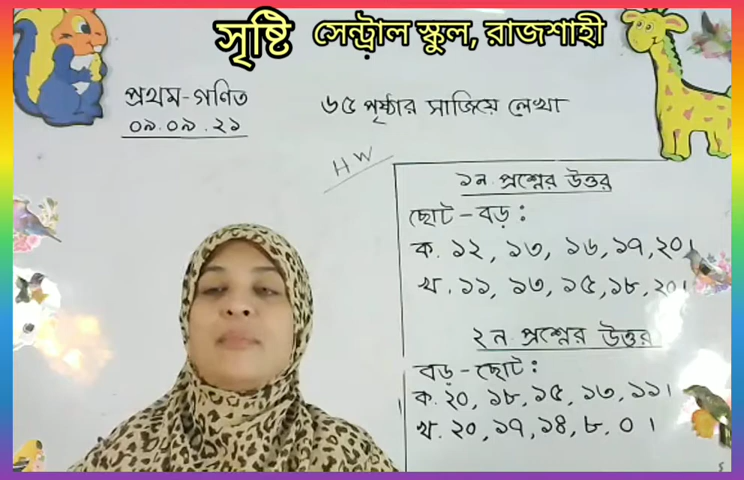 সৃষ্টি সেন্ট্রাল স্কুল, রাজশাহী
প্রথম-গণিত
০৯.০৯.২১
৬৫ পৃষ্ঠার সাজিয়ে লেখা
HW
১ন. প্রশ্নের উত্তর
ছোট-বড়:
ক. ১২, ১৩, ১৬, ১৭, ২০।
খ. ১১, ১৩, ১৫, ১৮, ২০।
২ন. প্রশ্নের উত্তর
বড়-ছোট:
ক. ২০, ১৮, ১৫, ১৩, ১১।
খ. ২০, ১৭, ১৪, ৮, ০।